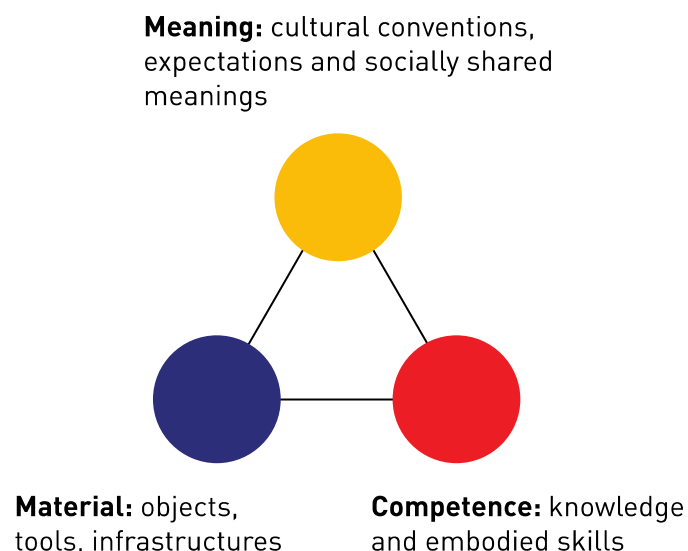 Meaning: cultural conventions,
expectations and socially shared
meanings
Material: objects,
tools, infrastructures
Competence: knowledge
and embodied skills